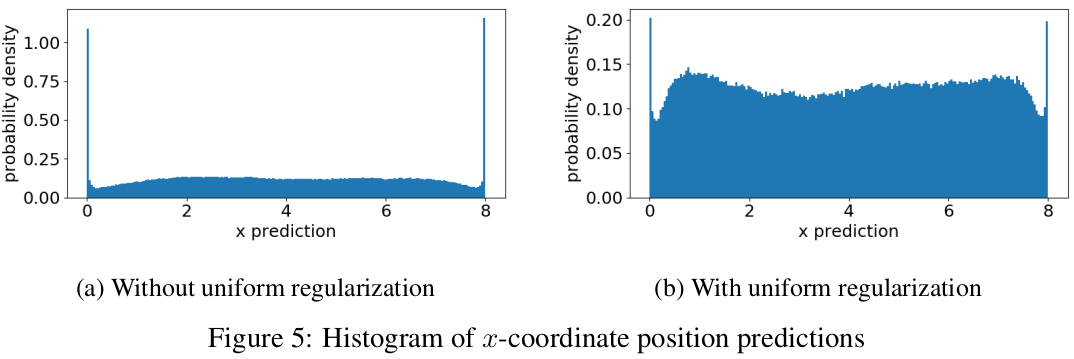 probability density
1.00
0.75
0.50
0.25
0.00
0 2 4 6 8
x prediction
(a) Without uniform regularization
probability density
0.20
0.15
0.10
0.05
0.00
0 2 4 6 8
x prediction
(b) With uniform regularization
Figure 5: Histogram of x-coordinate position predictions